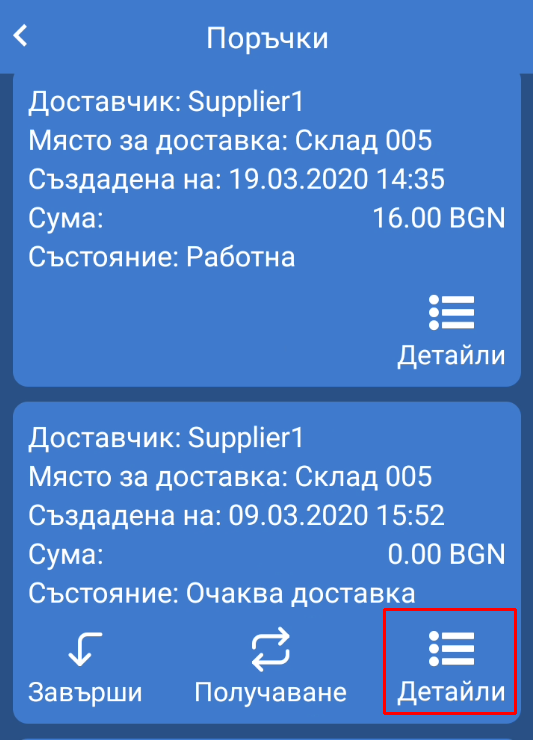 Поръчки
Доставчик: Supplier1
Място за доставка: Склад 005
Създадена на: 19.03.2020 14:35
Сума: 16.00 BGN
Състояние: Работна
Детайли
Доставчик: Supplier1
Място за доставка: Склад 005
Създадена на: 09.03.2020 15:52
Сума: 0.00 BGN
Състояние: Очаква доставка
Завърши Получаване Детайли